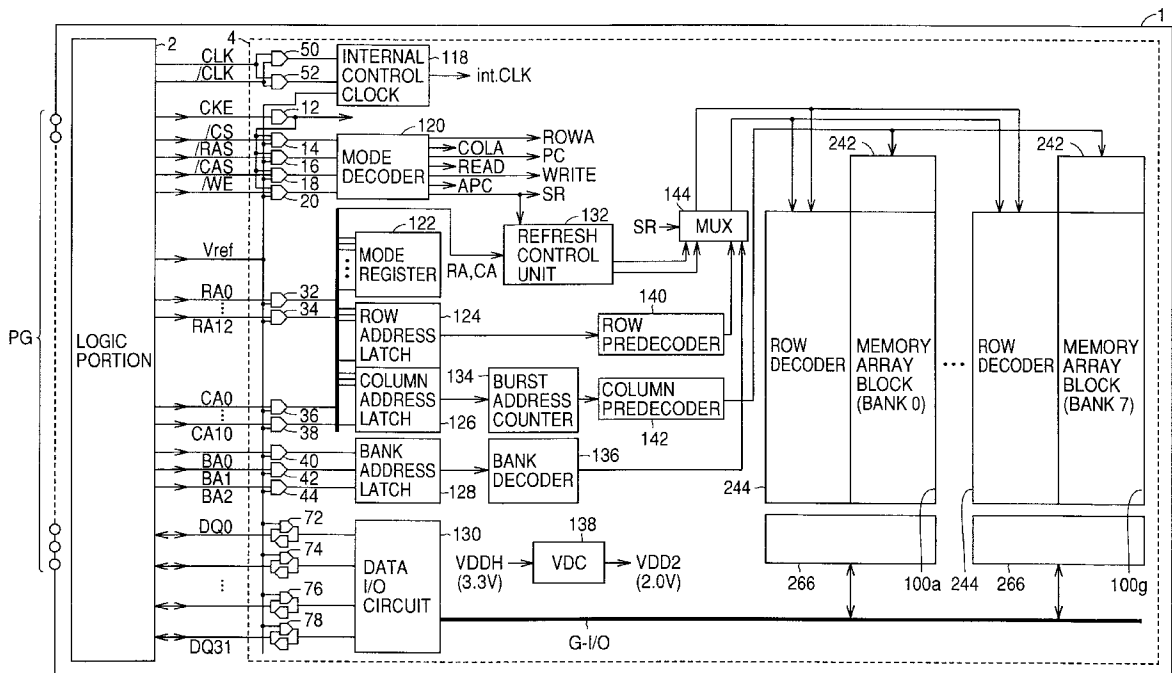 1
2
4
CLK
50
INTERNAL CONTROL CLOCK
118
int.CLK
/CLK
52
CKE
12
/CS
14
120
MODE DECODER
ROWA
COLA
PC
READ
WRITE
APC
SR
/RAS
16
/CAS
18
/WE
20
242
242
144
MUX
SR
132
REFRESH CONTROL UNIT
122
MODE REGISTER
RA,CA
Vref
RA0
32
34
RA12
PG
LOGIC PORTION
ROW ADDRESS LATCH
124
140
ROW PREDECODER
ROW DECODER
MEMORY ARRAY BLOCK (BANK 0)
ROW DECODER
MEMORY ARRAY BLOCK (BANK 7)
COLUMN ADDRESS LATCH
126
134
BURST ADDRESS COUNTER
COLUMN PREDECODER
142
CA0
36
38
CA10
BA0
40
BA1
42
BA2
44
BANK ADDRESS LATCH
128
BANK DECODER
136
244
244
DQ0
72
74
76
78
DQ31
130
DATA I/O CIRCUIT
138
VDDH (3.3V)
VDC
VDD2 (2.0V)
266
100a
266
100g
G-I/O